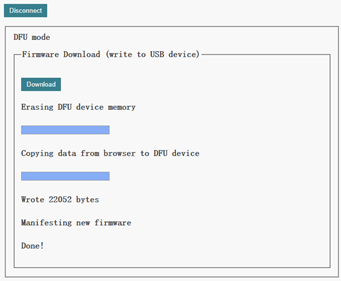 Disconnect
DFU mode
Firmware Download (write to USB device)
Download
Erasing DFU device memory
Copying data from browser to DFU device
Wrote 22052 bytes
Manifesting new firmware
Done!